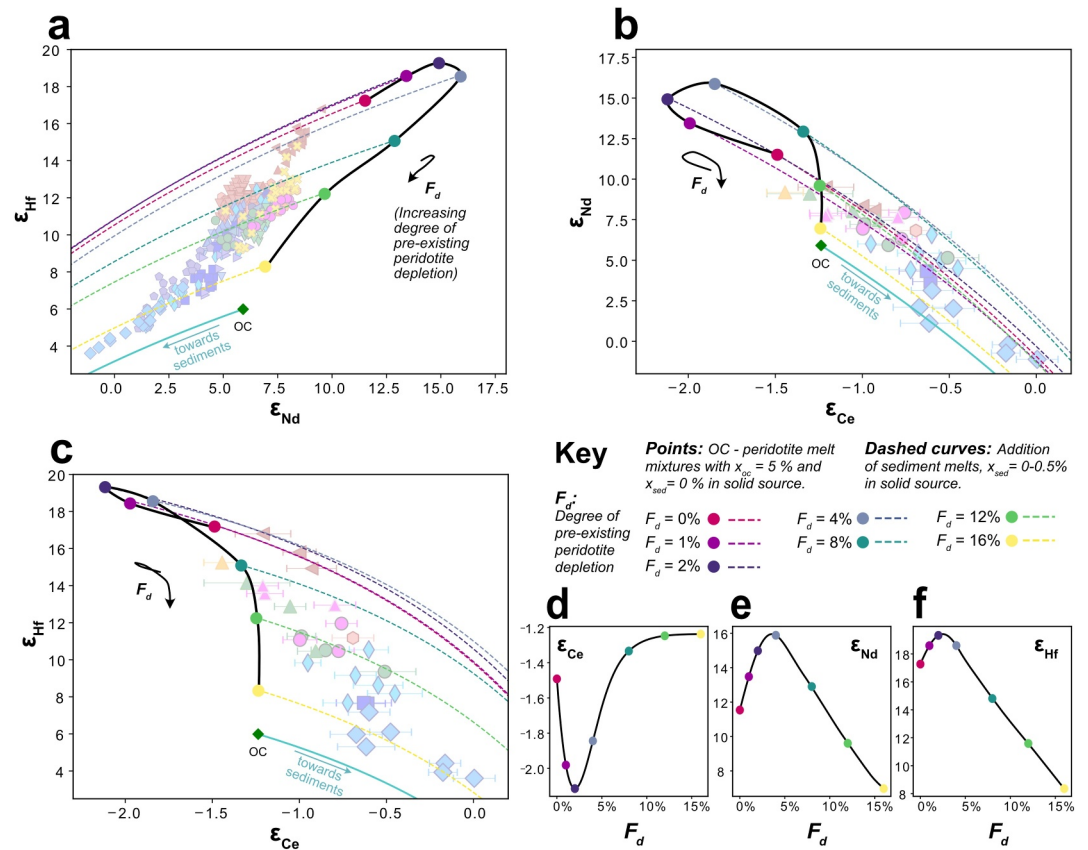 a
20
18
16
14
12
10
8
6
4
εHf
0.0 2.5 5.0 7.5 10.0 12.5 15.0 17.5
εNd
Fd
(Increasing
degree of
pre-existing
peridotite
depletion)
OC
towards
sediments
b
17.5
15.0
12.5
10.0
7.5
5.0
2.5
0.0
εNd
−2.0 −1.5 −1.0 −0.5 0.0
εCe
Fd
OC
towards
sediments
c
20
18
16
14
12
10
8
6
4
εHf
−2.0 −1.5 −1.0 −0.5 0.0
εCe
Fd
OC
towards
sediments
Key
Points: OC - peridotite melt
mixtures with xoc = 5 % and
xsed= 0 % in solid source.
Dashed curves: Addition
of sediment melts, xsed= 0-0.5%
in solid source.
Fd:
Degree of
pre-existing
peridotite
depletion
Fd = 0%
Fd = 1%
Fd = 2%
Fd = 4%
Fd = 8%
Fd = 12%
Fd = 16%
d
εCe
−1.2
−1.4
−1.6
−1.8
−2.0
0% 5% 10% 15%
Fd
e
εNd
16
14
12
10
8
0% 5% 10% 15%
Fd
f
εHf
18
16
14
12
10
8
0% 5% 10% 15%
Fd